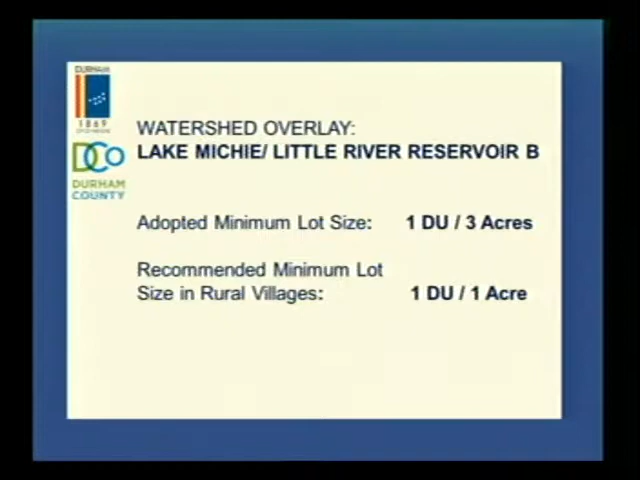 DURHAM
1869
DCo
DURHAM
COUNTY
WATERSHED OVERLAY:
LAKE MICHIE/ LITTLE RIVER RESERVOIR B
Adopted Minimum Lot Size: 1 DU / 3 Acres
Recommended Minimum Lot
Size in Rural Villages: 1 DU / 1 Acre